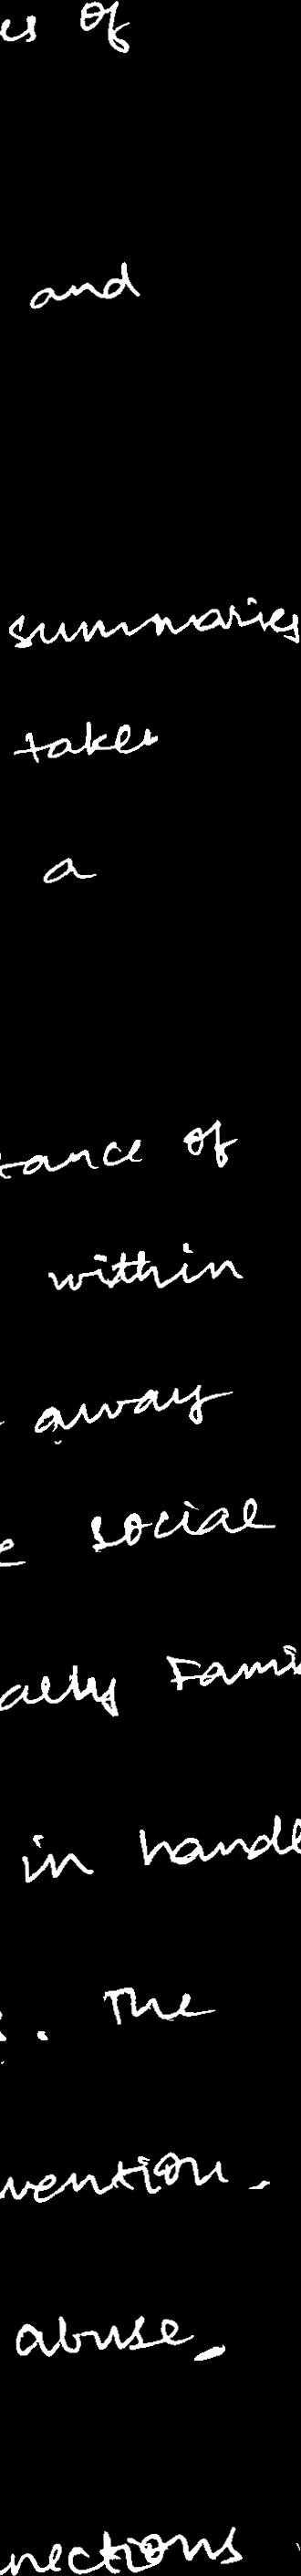 es of
and
summaries
takes
a
tance of
within
away
e social
ally Fami
in handl
. The
vention.
abuse.
nections